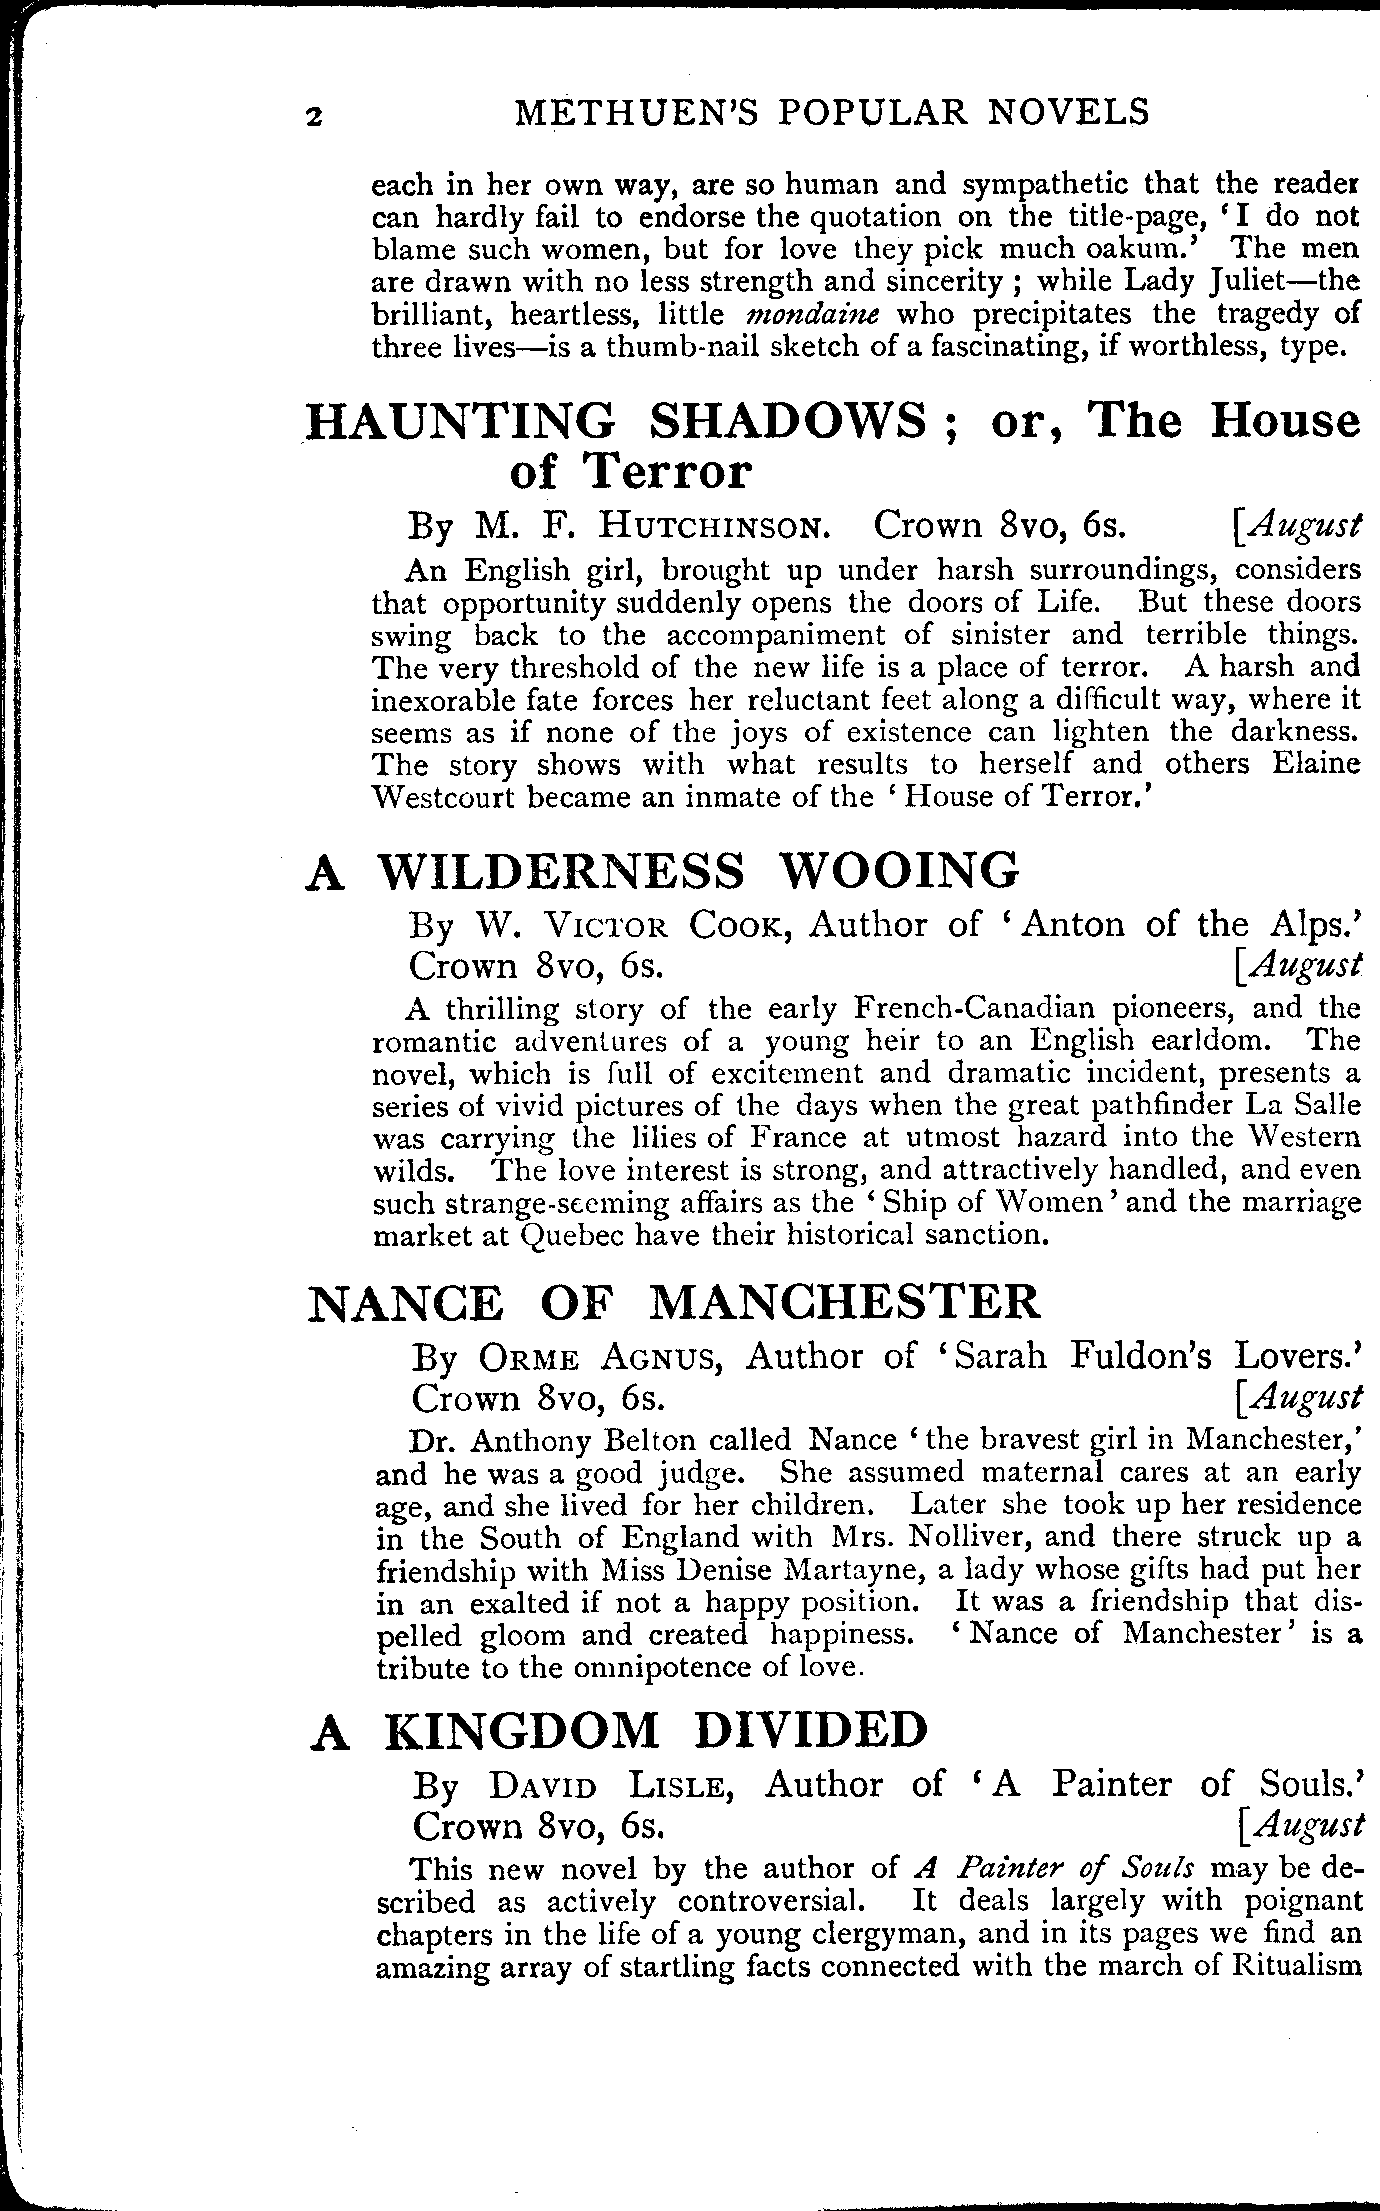 2 METHUEN'S POPULAR NOVELS
each in her own way, are so human and sympathetic that the reader
can hardly fail to endorse the quotation on the title-page, ‘I do not
blame such women, but for love they pick much oakum.’ The men
are drawn with no less strength and sincerity ; while Lady Juliet—the
brilliant, heartless, little mondaine who precipitates the tragedy of
three lives—is a thumb-nail sketch of a fascinating, if worthless, type.
HAUNTING SHADOWS ; or, The House
of Terror
By M. F. HUTCHINSON. Crown 8vo, 6s. [August
An English girl, brought up under harsh surroundings, considers
that opportunity suddenly opens the doors of Life. But these doors
swing back to the accompaniment of sinister and terrible things.
The very threshold of the new life is a place of terror. A harsh and
inexorable fate forces her reluctant feet along a difficult way, where it
seems as if none of the joys of existence can lighten the darkness.
The story shows with what results to herself and others Elaine
Westcourt became an inmate of the ‘House of Terror.’
A WILDERNESS WOOING
By W. VICTOR COOK, Author of ‘Anton of the Alps.’
Crown 8vo, 6s. [August
A thrilling story of the early French-Canadian pioneers, and the
romantic adventures of a young heir to an English earldom. The
novel, which is full of excitement and dramatic incident, presents a
series of vivid pictures of the days when the great pathfinder La Salle
was carrying the lilies of France at utmost hazard into the Western
wilds. The love interest is strong, and attractively handled, and even
such strange-seeming affairs as the ‘Ship of Women’ and the marriage
market at Quebec have their historical sanction.
NANCE OF MANCHESTER
By ORME AGNUS, Author of ‘Sarah Fuldon's Lovers.’
Crown 8vo, 6s. [August
Dr. Anthony Belton called Nance ‘the bravest girl in Manchester,’
and he was a good judge. She assumed maternal cares at an early
age, and she lived for her children. Later she took up her residence
in the South of England with Mrs. Nolliver, and there struck up a
friendship with Miss Denise Martayne, a lady whose gifts had put her
in an exalted if not a happy position. It was a friendship that dis-
pelled gloom and created happiness. ‘Nance of Manchester’ is a
tribute to the omnipotence of love.
A KINGDOM DIVIDED
By DAVID LISLE, Author of ‘A Painter of Souls.’
Crown 8vo, 6s. [August
This new novel by the author of A Painter of Souls may be de-
scribed as actively controversial. It deals largely with poignant
chapters in the life of a young clergyman, and in its pages we find an
amazing array of startling facts connected with the march of Ritualism